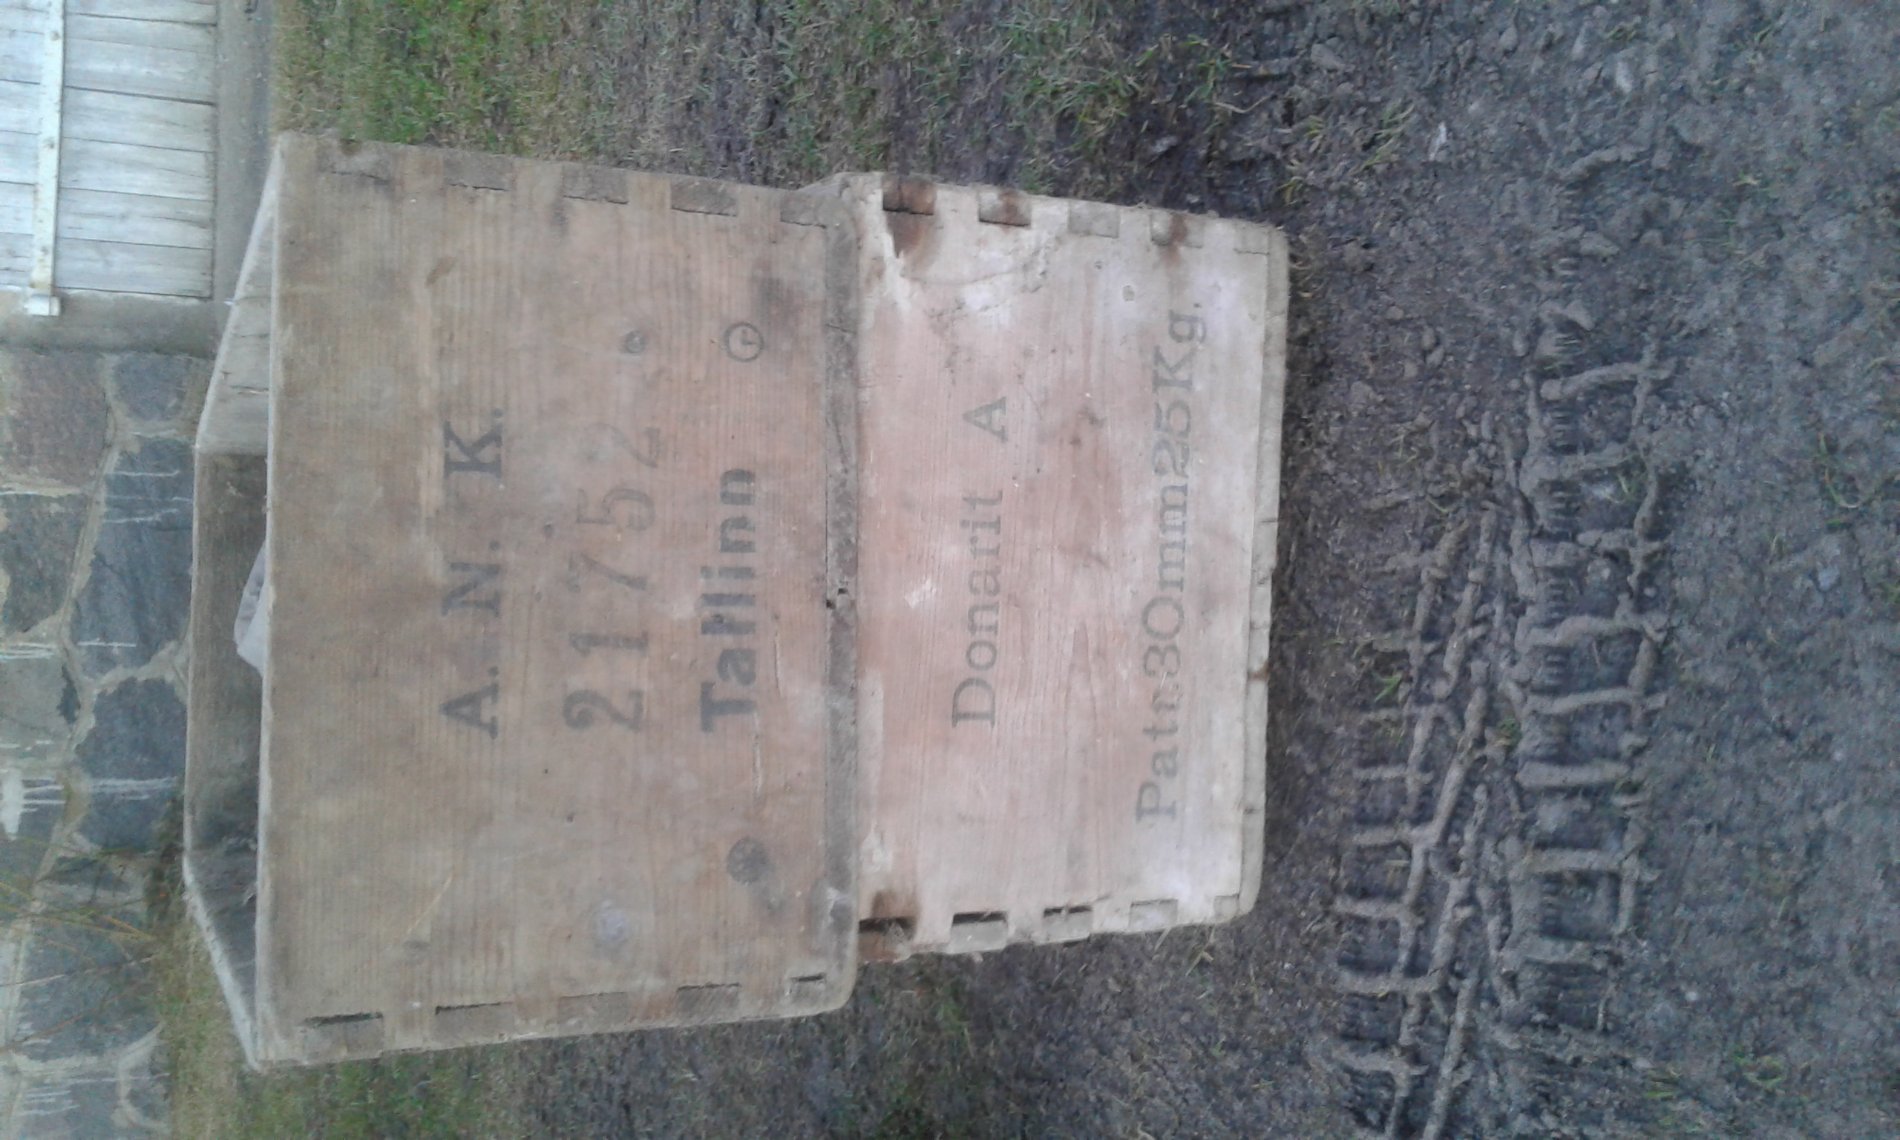 A. N. K.
21752
Tallinn
Donarit A
Patr. 30mm 25Kg.